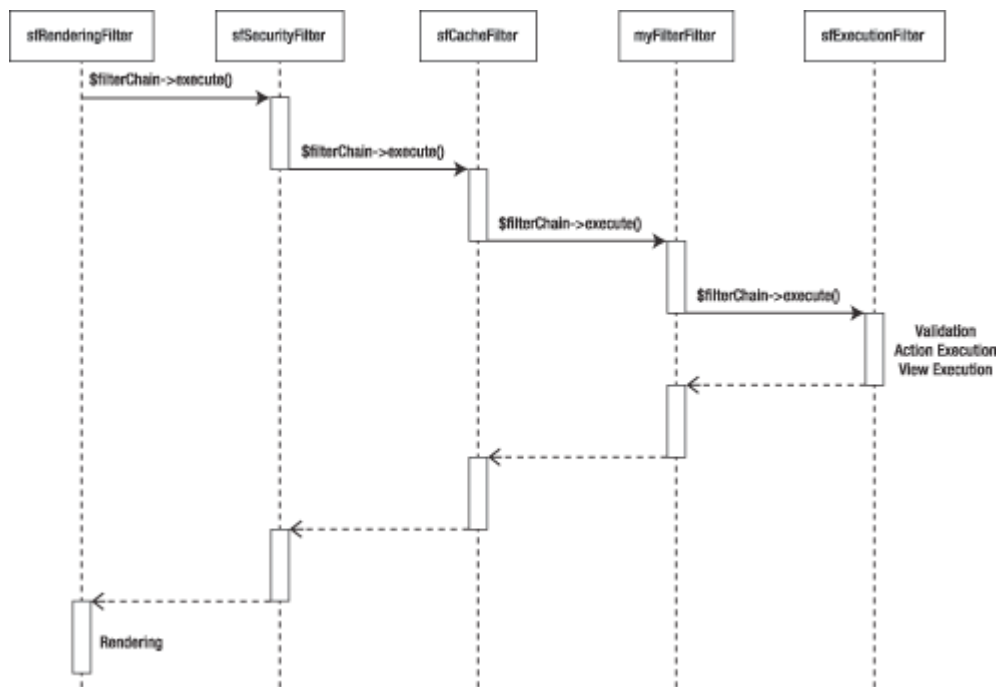 sfRenderingFilter
sfSecurityFilter
sfCacheFilter
myFilterFilter
sfExecutionFilter
$filterChain->execute()
$filterChain->execute()
$filterChain->execute()
$filterChain->execute()
Validation
Action Execution
View Execution
Rendering